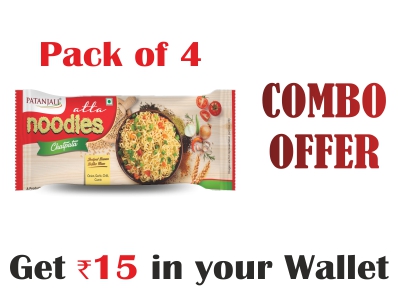 Pack of 4
PATANJALI
atta
noodles
Chatpata
COMBO
OFFER
Get ₹15 in your Wallet